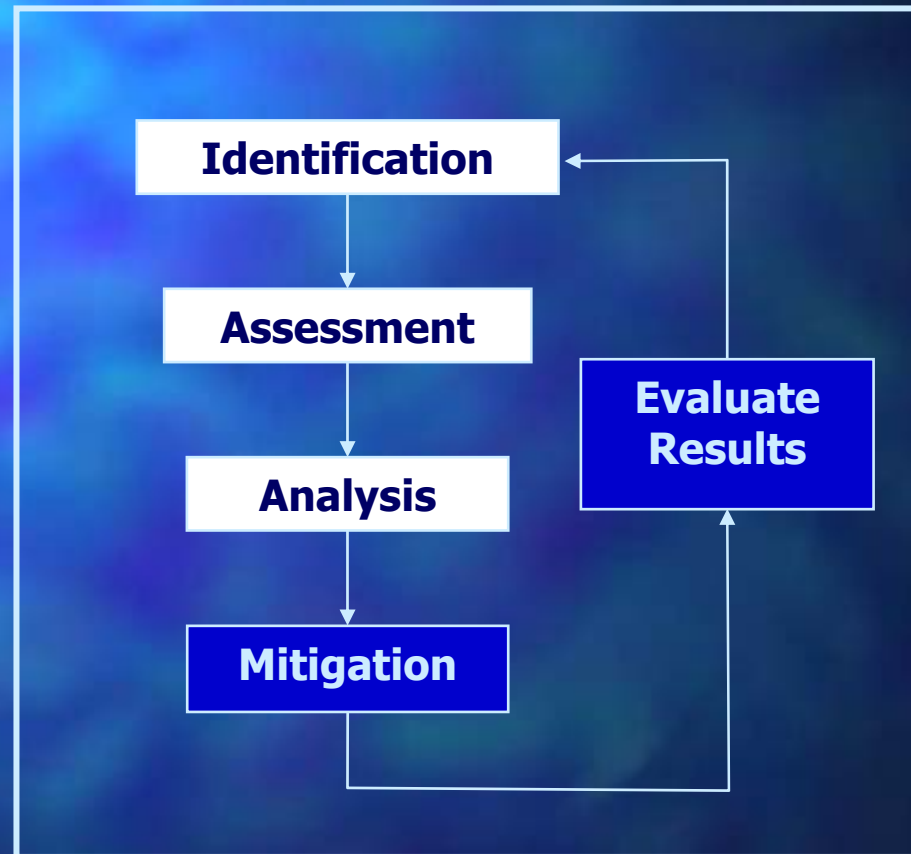 Identification
Assessment
Analysis
Mitigation
Evaluate
Results